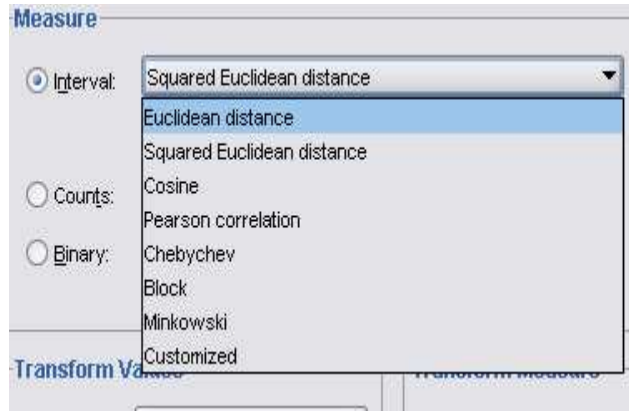 Measure
Interval: Squared Euclidean distance
Euclidean distance
Squared Euclidean distance
Cosine
Counts:
Pearson correlation
Binary:
Chebychev
Block
Minkowski
Customized
Transform